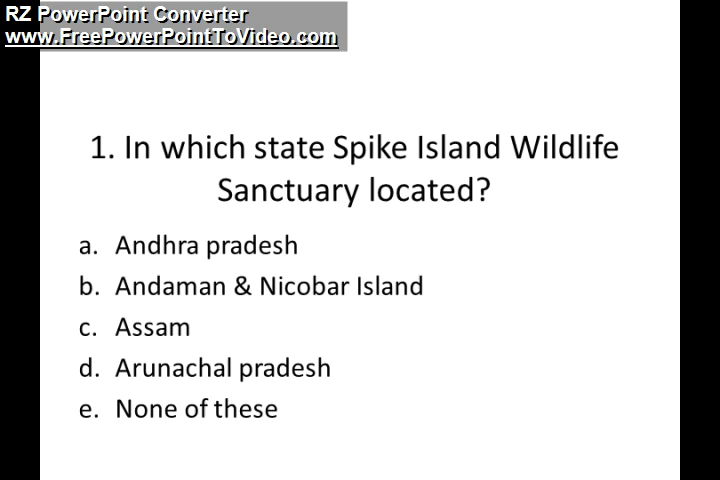 RZ PowerPoint Converter
www.FreePowerPointToVideo.com
1. In which state Spike Island Wildlife
Sanctuary located?
a. Andhra pradesh
b. Andaman & Nicobar Island
c. Assam
d. Arunachal pradesh
e. None of these